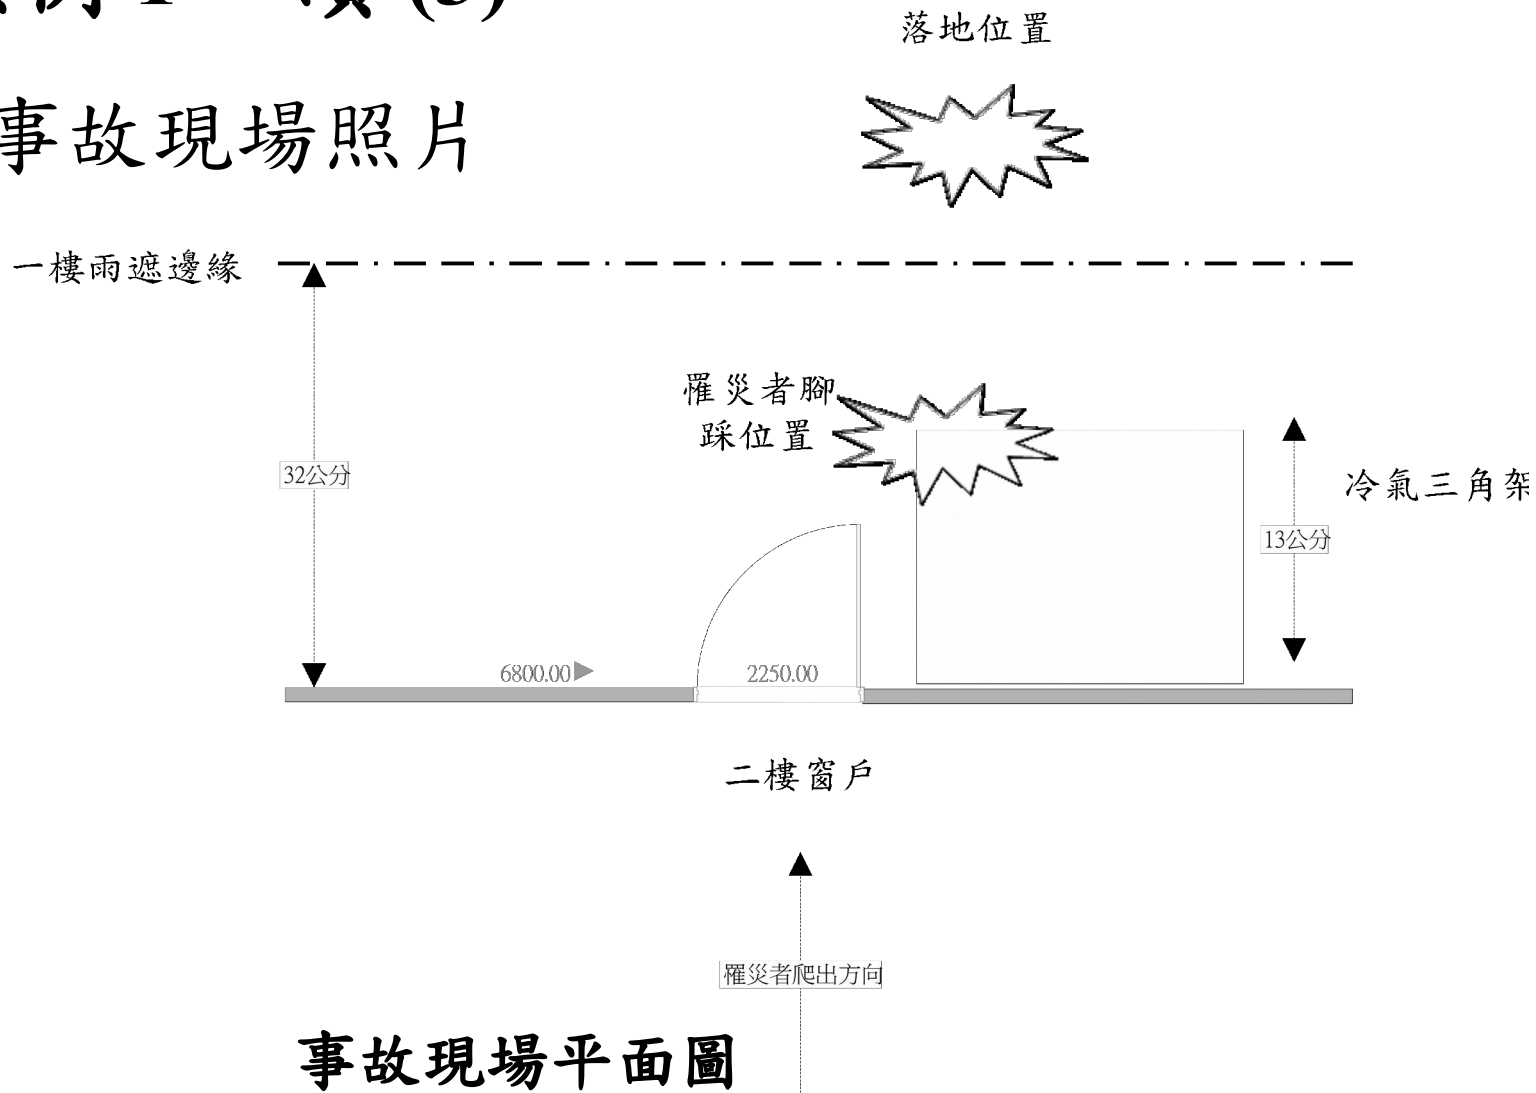 落地位置
事故現場照片
一樓雨遮邊緣
罹災者腳
踩位置
32公分
冷氣三角架
13公分
6800.00
2250.00
二樓窗戶
罹災者爬出方向
事故現場平面圖